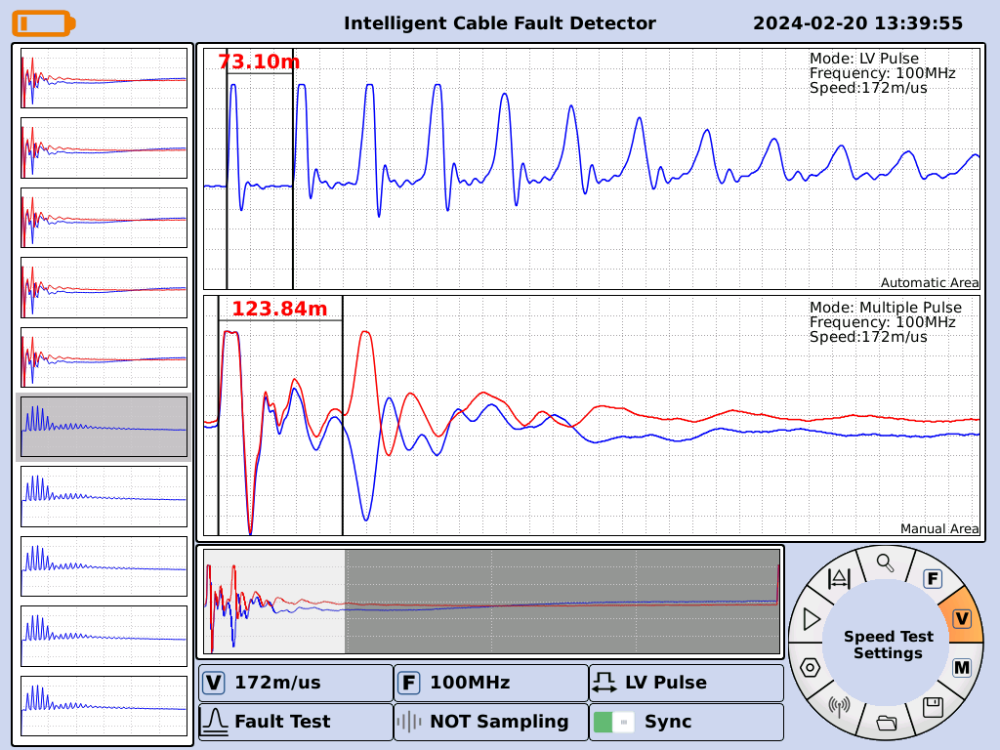 Intelligent Cable Fault Detector
2024-02-20 13:39:55
73.10m
Mode: LV Pulse
Frequency: 100MHz
Speed:172m/us
Automatic Area
123.84m
Mode: Multiple Pulse
Frequency: 100MHz
Speed:172m/us
Manual Area
F
V
M
Speed Test
Settings
V 172m/us
F 100MHz
LV Pulse
Fault Test
NOT Sampling
Sync